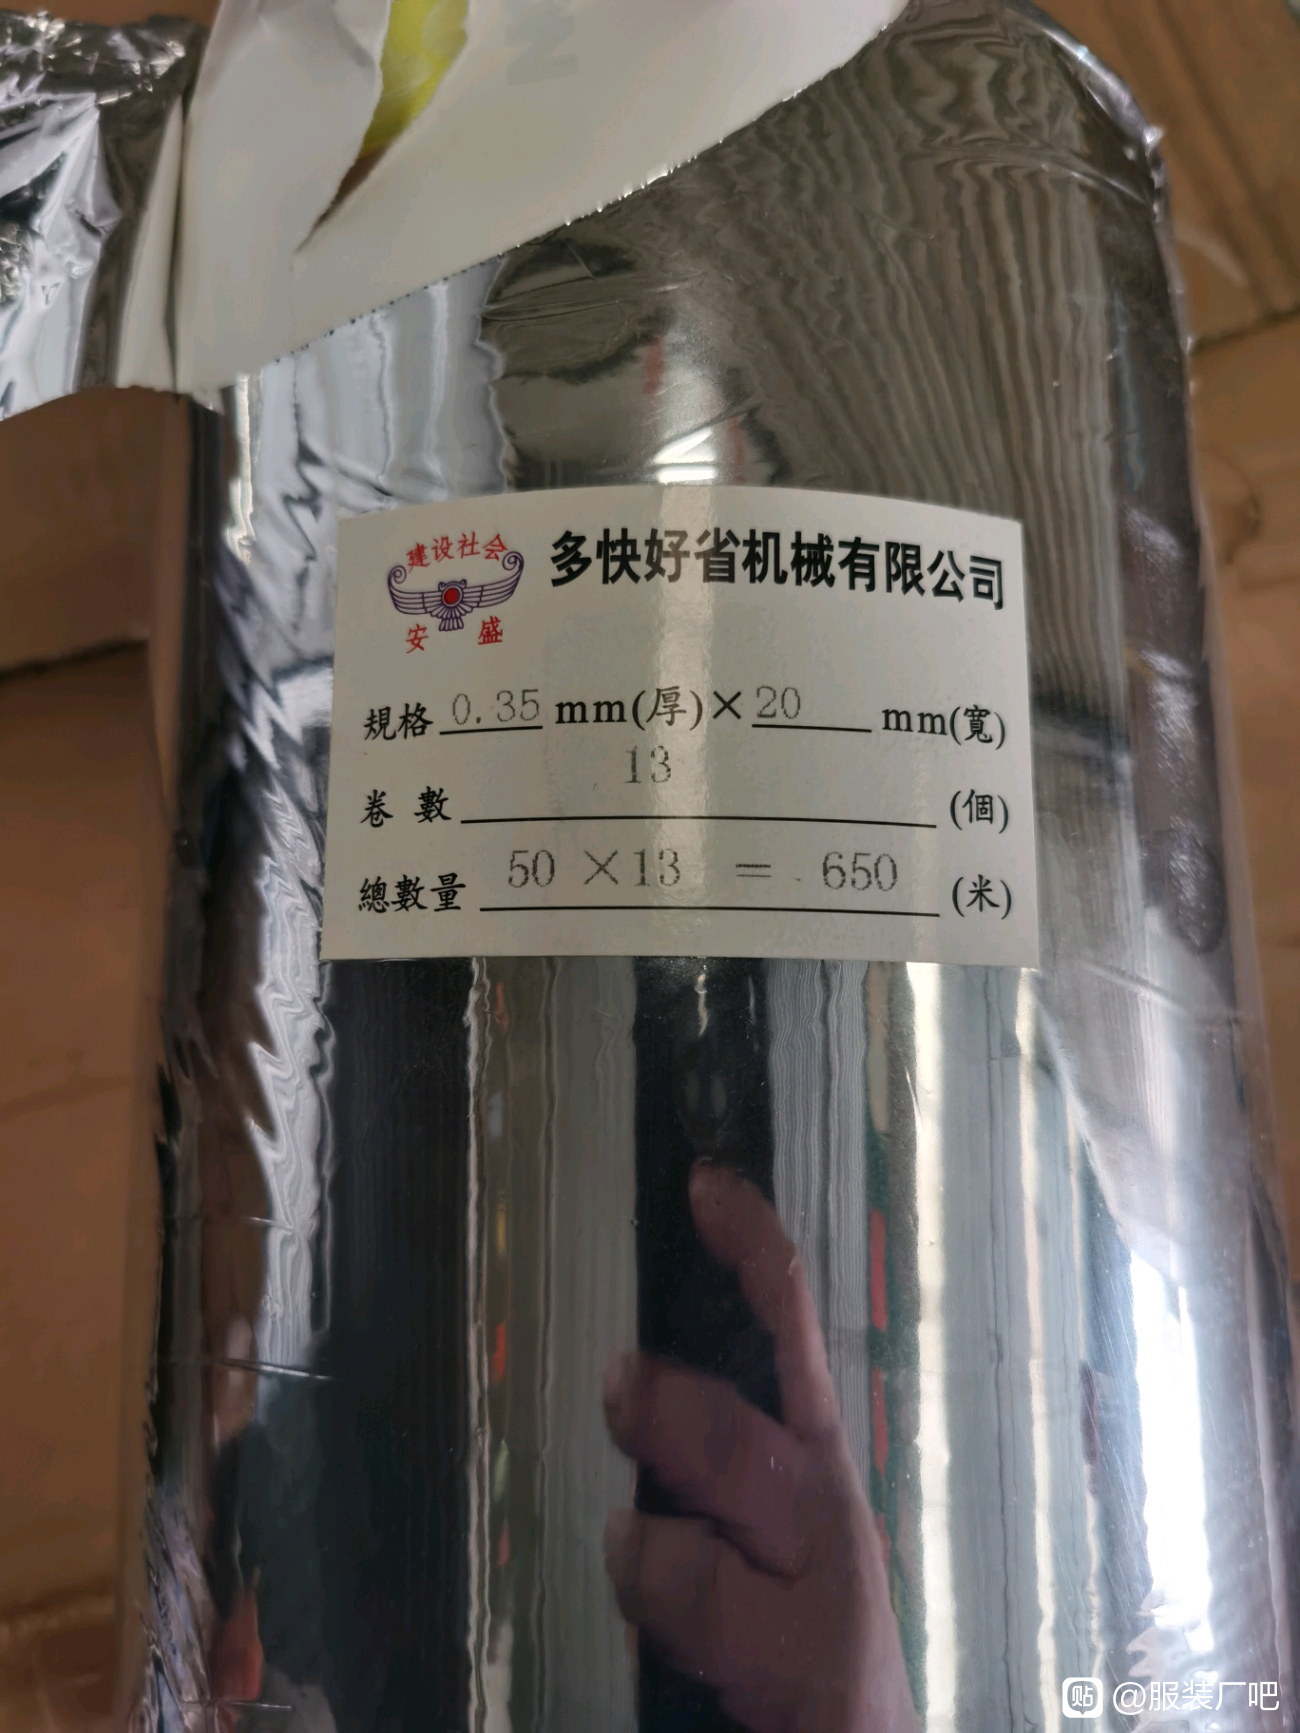 建设社会
安 盛
多快好省机械有限公司
規格 0.35 mm(厚)×20 mm(寬)
卷 數 13 (個)
總數量 50 ×13 = 650 (米)
贴 @服装厂吧